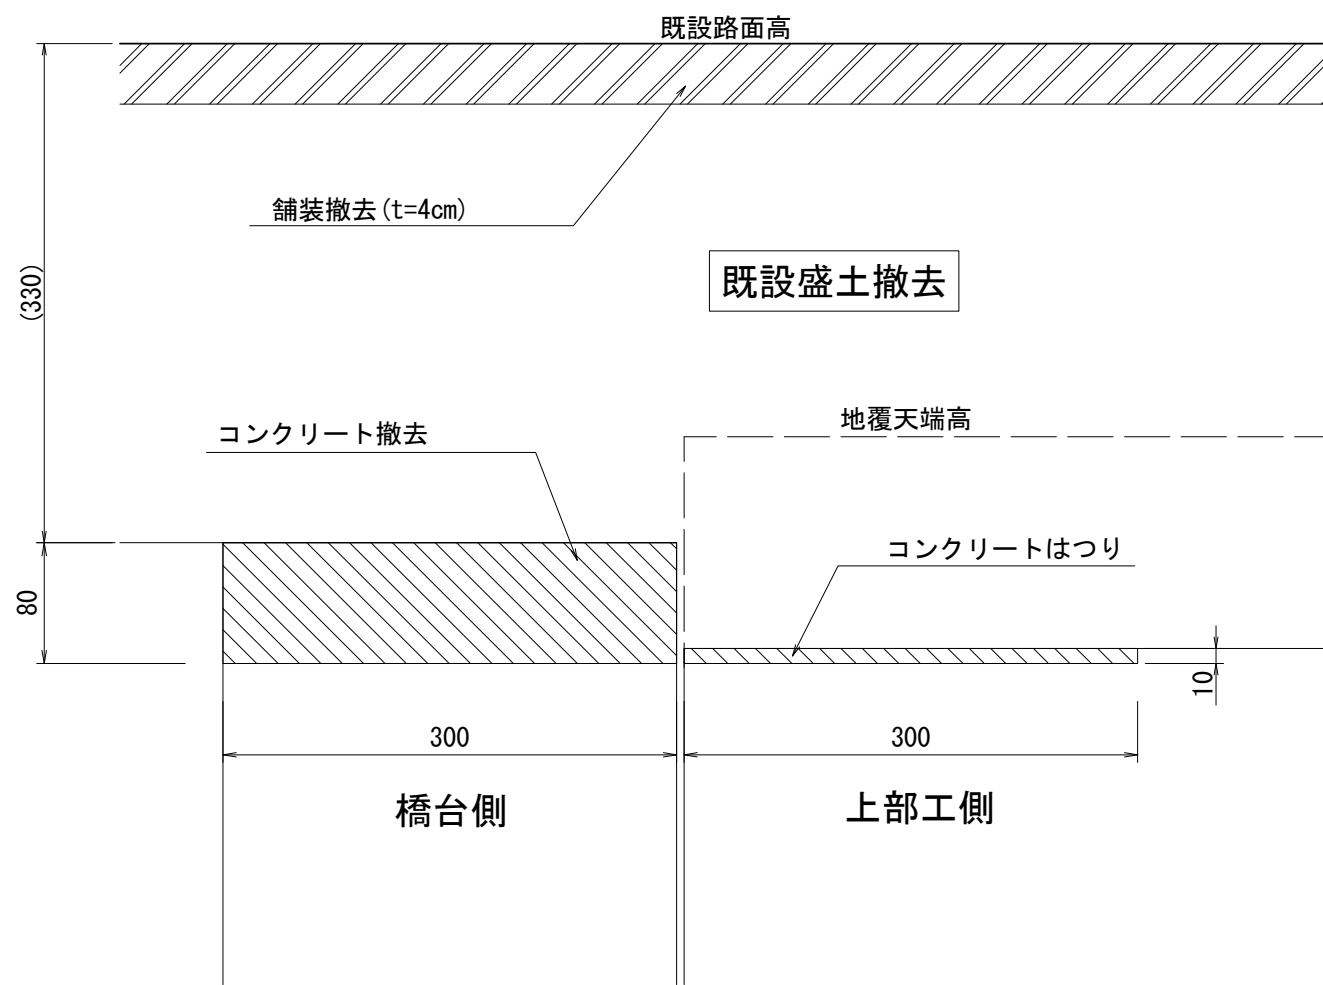 既設路面高
舗装撤去(t=4cm)
(330)
既設盛土撤去
地覆天端高
コンクリート撤去
コンクリートはつり
80
10
300
300
橋台側
上部工側